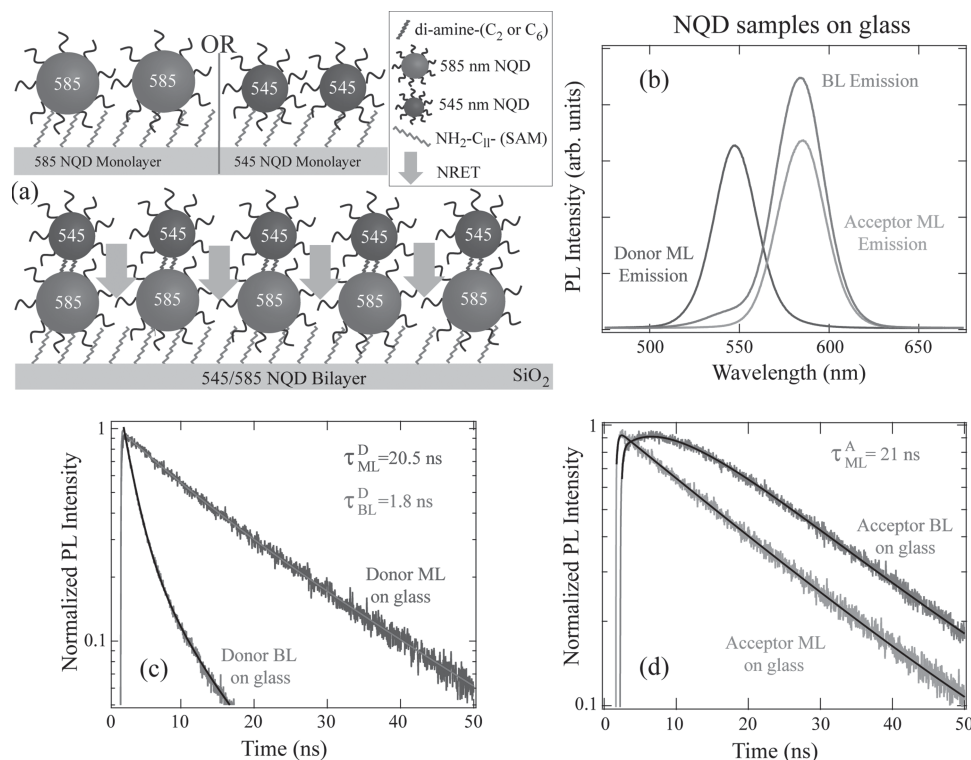 585
585
OR
545
545
585 NQD Monolayer
545 NQD Monolayer
di-amine-(C₂ or C₆)
585 nm NQD
545 nm NQD
NH₂-C₁₁- (SAM)
NRET
(a)
545
545
545
545
545
585
585
585
585
585
545/585 NQD Bilayer
SiO₂
NQD samples on glass
(b)
BL Emission
Donor ML
Emission
Acceptor ML
Emission
PL Intensity (arb. units)
500
550
600
650
Wavelength (nm)
Normalized PL Intensity
1
0.1
τ^D_ML=20.5 ns
τ^D_BL=1.8 ns
Donor ML
on glass
Donor BL
on glass
(c)
10
20
30
40
50
Time (ns)
Normalized PL Intensity
1
0.1
τ^A_ML= 21 ns
Acceptor BL
on glass
Acceptor ML
on glass
(d)
0
10
20
30
40
50
Time (ns)